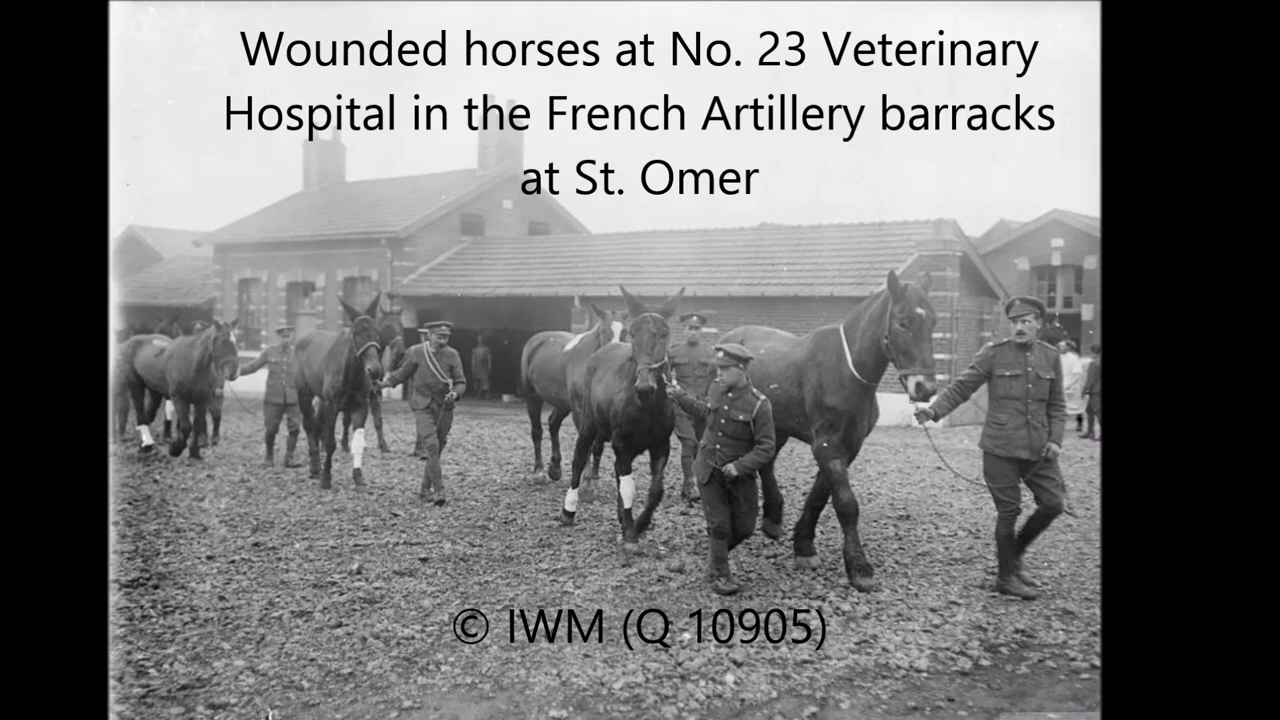 Wounded horses at No. 23 Veterinary
Hospital in the French Artillery barracks
at St. Omer
© IWM (Q 10905)